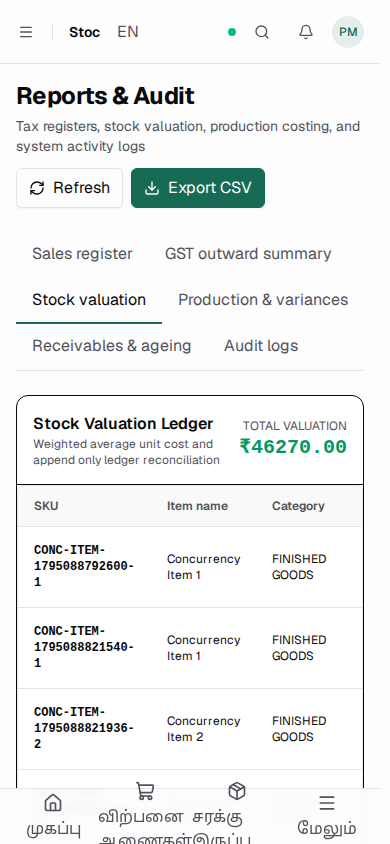 Stoc EN PM
Reports & Audit
Tax registers, stock valuation, production costing, and
system activity logs
Refresh Export CSV
Sales register GST outward summary
Stock valuation Production & variances
Receivables & ageing Audit logs
Stock Valuation Ledger
Weighted average unit cost and
append only ledger reconciliation
TOTAL VALUATION
₹46270.00
SKU Item name Category
CONC-ITEM-
1795088792600-
1
Concurrency
Item 1
FINISHED
GOODS
CONC-ITEM-
1795088821540-
1
Concurrency
Item 1
FINISHED
GOODS
CONC-ITEM-
1795088821936-
2
Concurrency
Item 2
FINISHED
GOODS
முகப்பு
விற்பனை
ஆணைகள்
சரக்கு
இருப்பு
மேலும்